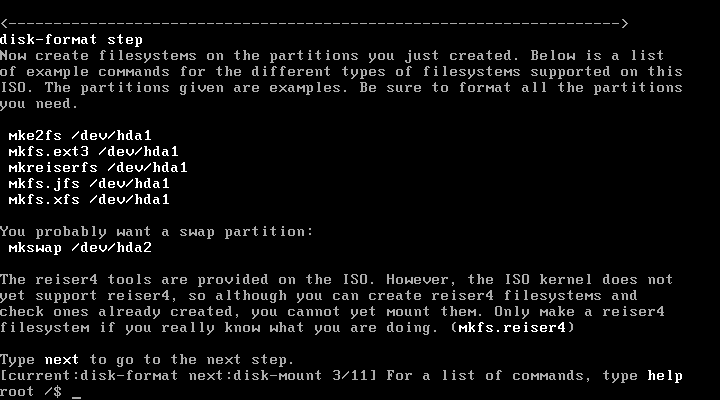 <-------------------------------------------------------------------->
disk-format step
Now create filesystems on the partitions you just created. Below is a list
of example commands for the different types of filesystems supported on this
ISO. The partitions given are examples. Be sure to format all the partitions
you need.
mke2fs /dev/hda1
mkfs.ext3 /dev/hda1
mkreiserfs /dev/hda1
mkfs.jfs /dev/hda1
mkfs.xfs /dev/hda1
You probably want a swap partition:
mkswap /dev/hda2
The reiser4 tools are provided on the ISO. However, the ISO kernel does not
yet support reiser4, so although you can create reiser4 filesystems and
check ones already created, you cannot yet mount them. Only make a reiser4
filesystem if you really know what you are doing. (mkfs.reiser4)
Type next to go to the next step.
[current:disk-format next:disk-mount 3/11] For a list of commands, type help
root /$ _